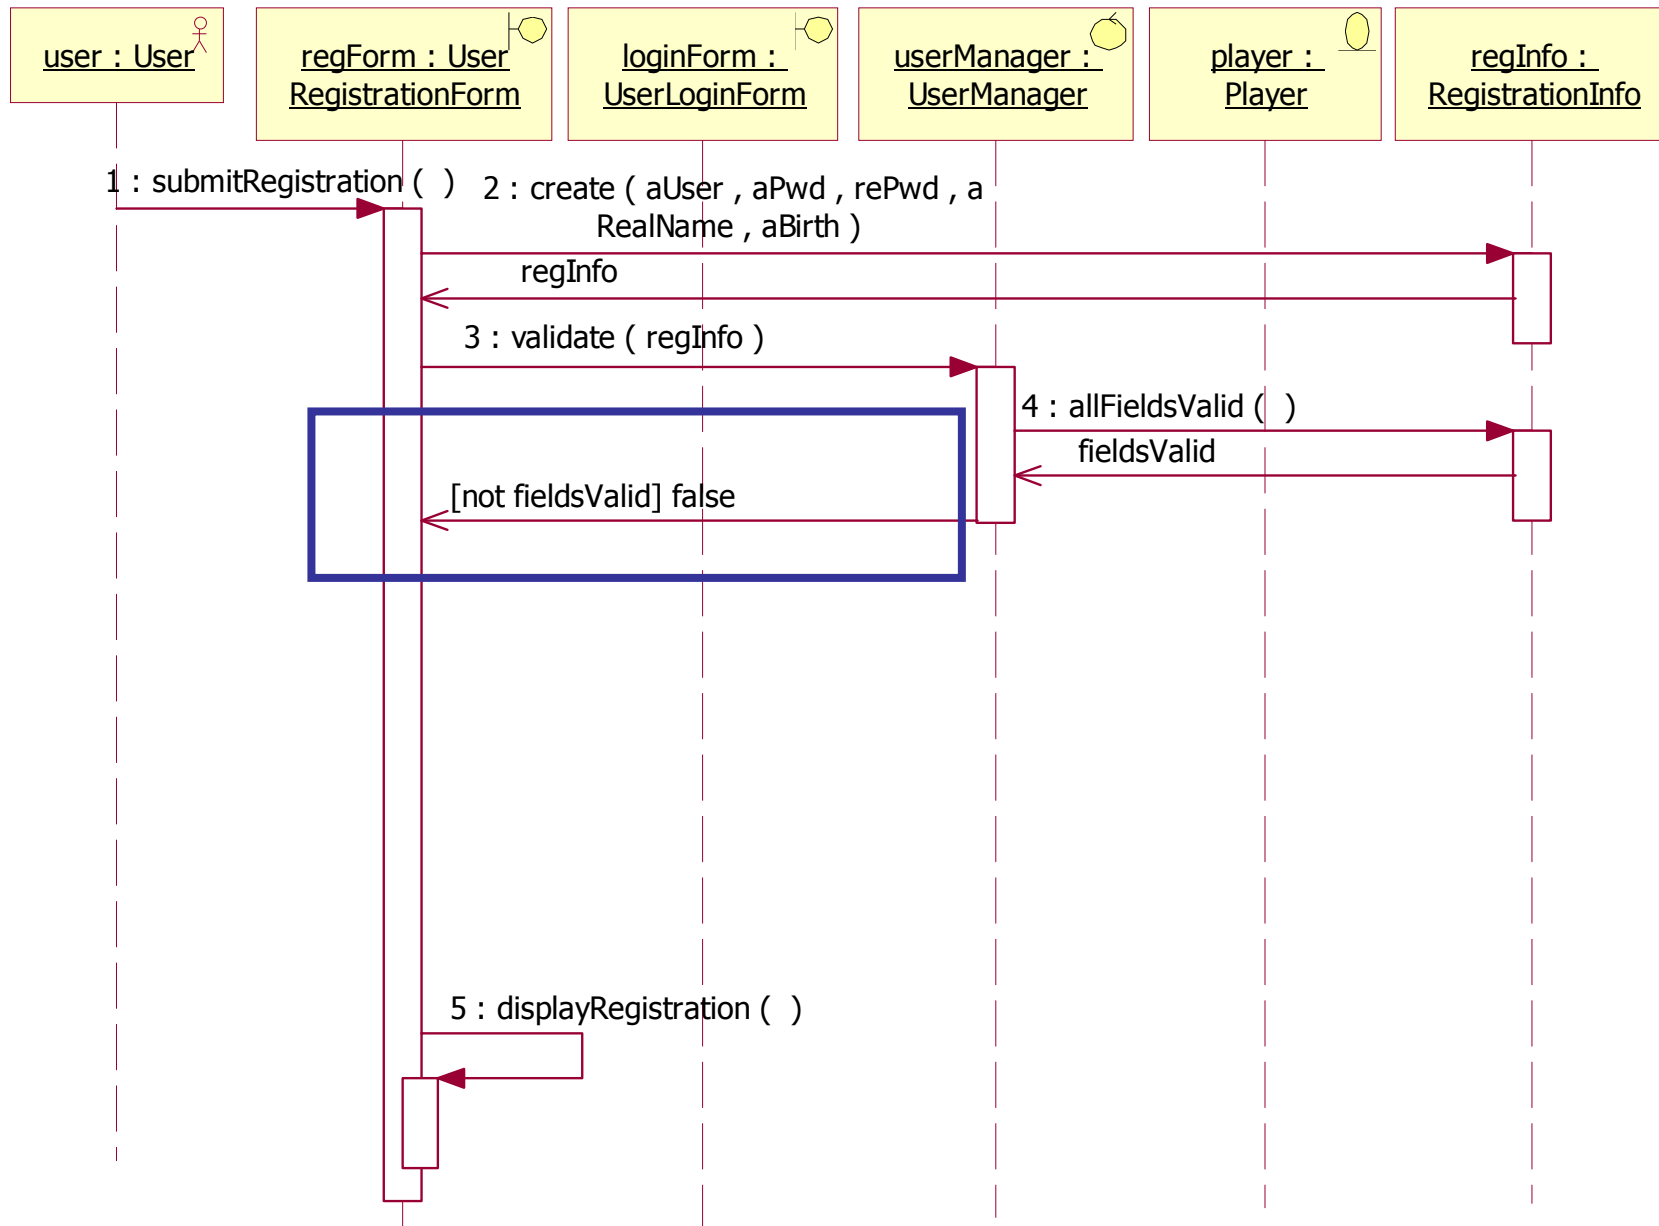 user : User
regForm : User
RegistrationForm
loginForm :
UserLoginForm
userManager :
UserManager
player :
Player
regInfo :
RegistrationInfo
1 : submitRegistration ( )
2 : create ( aUser , aPwd , rePwd , a
RealName , aBirth )
regInfo
3 : validate ( regInfo )
4 : allFieldsValid ( )
fieldsValid
[not fieldsValid] false
5 : displayRegistration ( )